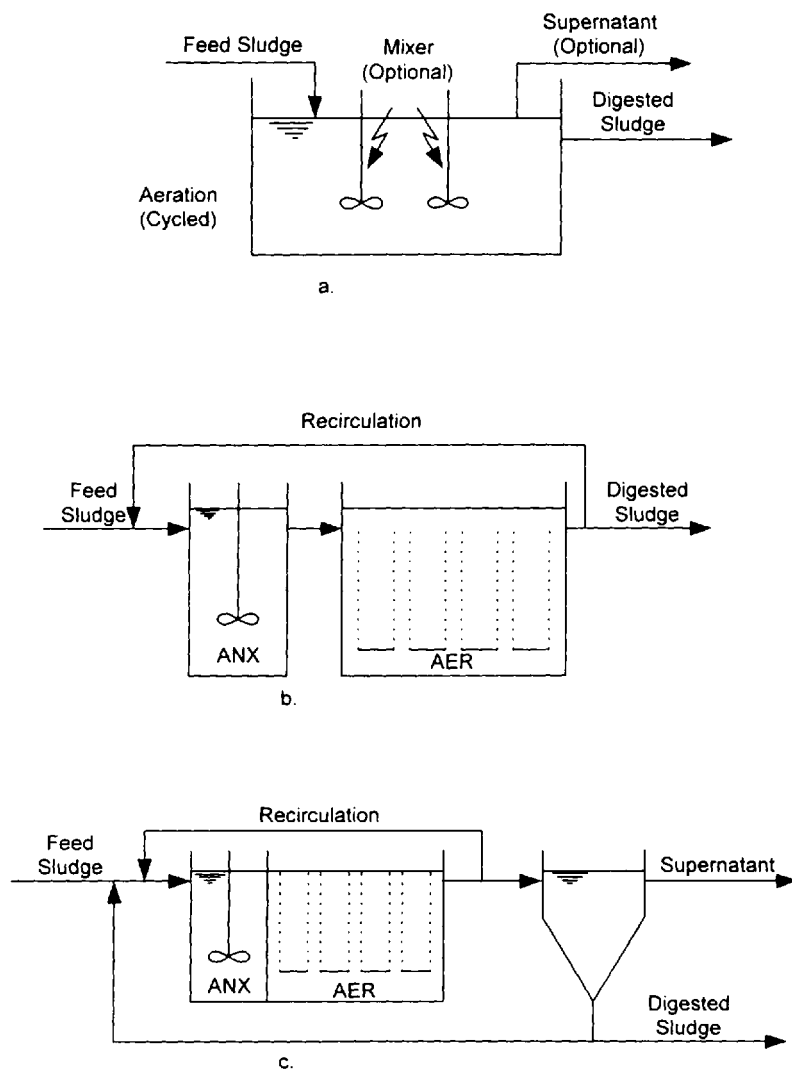 Feed Sludge
Mixer
(Optional)
Supernatant
(Optional)
Digested
Sludge
Aeration
(Cycled)
a.
Recirculation
Feed
Sludge
Digested
Sludge
ANX
AER
b.
Recirculation
Feed
Sludge
Supernatant
ANX
AER
Digested
Sludge
c.